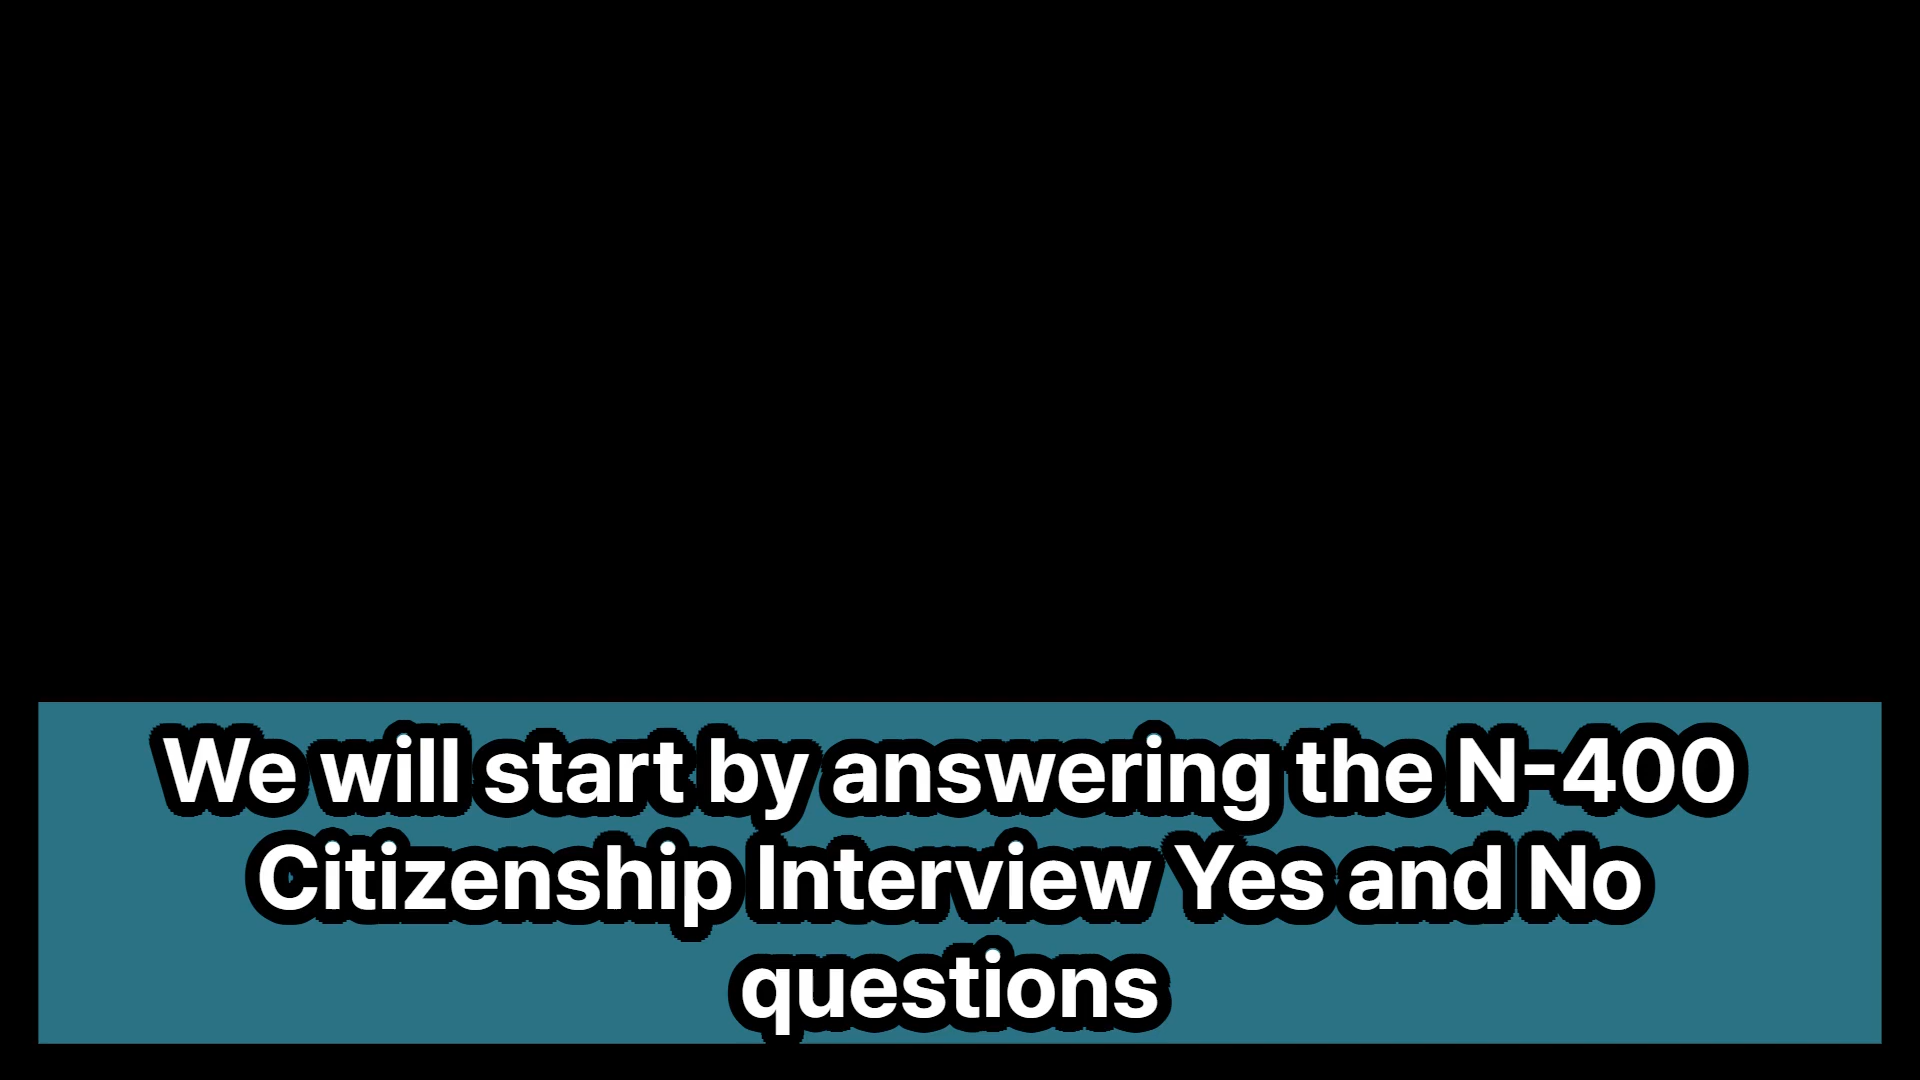 We will start by answering the N-400
Citizenship Interview Yes and No
questions